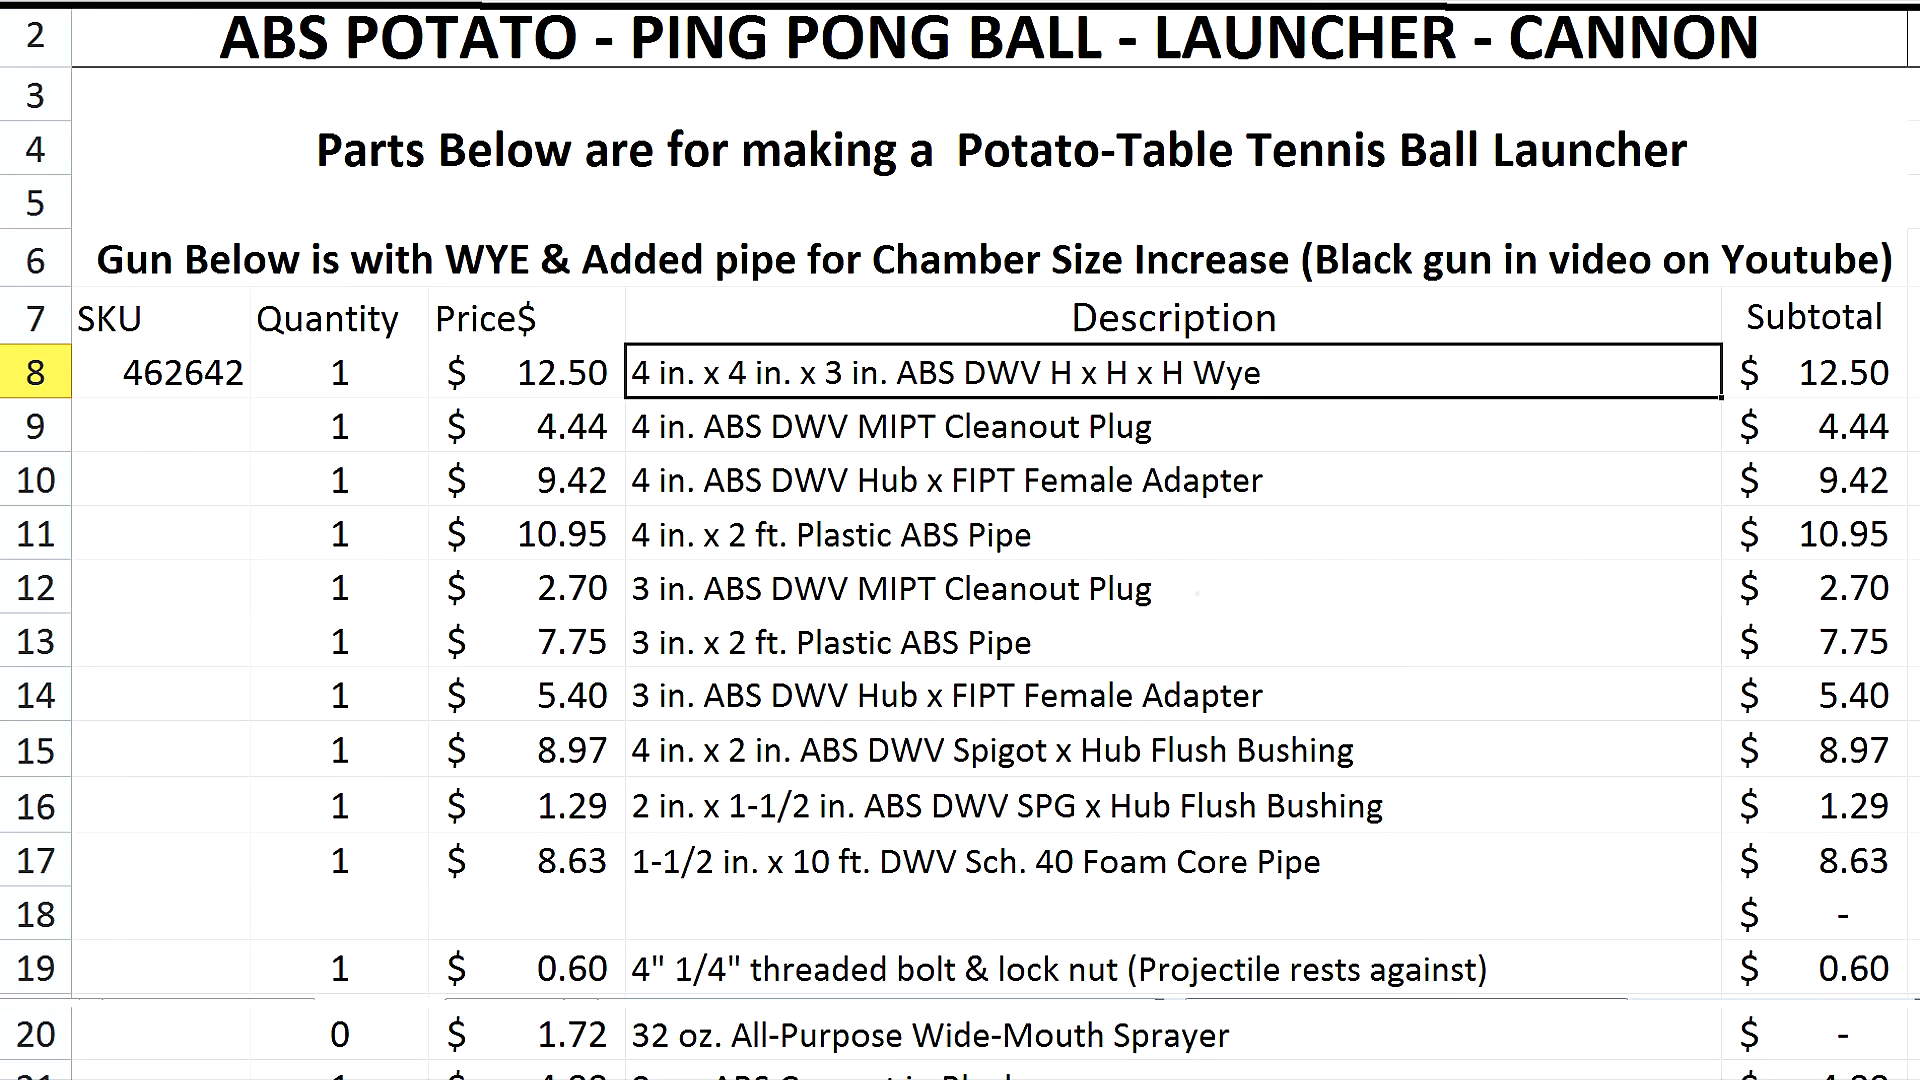 2 ABS POTATO - PING PONG BALL - LAUNCHER - CANNON
3
4 Parts Below are for making a Potato-Table Tennis Ball Launcher
5
6 Gun Below is with WYE & Added pipe for Chamber Size Increase (Black gun in video on Youtube)
7 SKU Quantity Price$ Description Subtotal
8 462642 1 $ 12.50 4 in. x 4 in. x 3 in. ABS DWV H x H x H Wye $ 12.50
9 1 $ 4.44 4 in. ABS DWV MIPT Cleanout Plug $ 4.44
10 1 $ 9.42 4 in. ABS DWV Hub x FIPT Female Adapter $ 9.42
11 1 $ 10.95 4 in. x 2 ft. Plastic ABS Pipe $ 10.95
12 1 $ 2.70 3 in. ABS DWV MIPT Cleanout Plug $ 2.70
13 1 $ 7.75 3 in. x 2 ft. Plastic ABS Pipe $ 7.75
14 1 $ 5.40 3 in. ABS DWV Hub x FIPT Female Adapter $ 5.40
15 1 $ 8.97 4 in. x 2 in. ABS DWV Spigot x Hub Flush Bushing $ 8.97
16 1 $ 1.29 2 in. x 1-1/2 in. ABS DWV SPG x Hub Flush Bushing $ 1.29
17 1 $ 8.63 1-1/2 in. x 10 ft. DWV Sch. 40 Foam Core Pipe $ 8.63
18 $ -
19 1 $ 0.60 4" 1/4" threaded bolt & lock nut (Projectile rests against) $ 0.60
20 0 $ 1.72 32 oz. All-Purpose Wide-Mouth Sprayer $ -